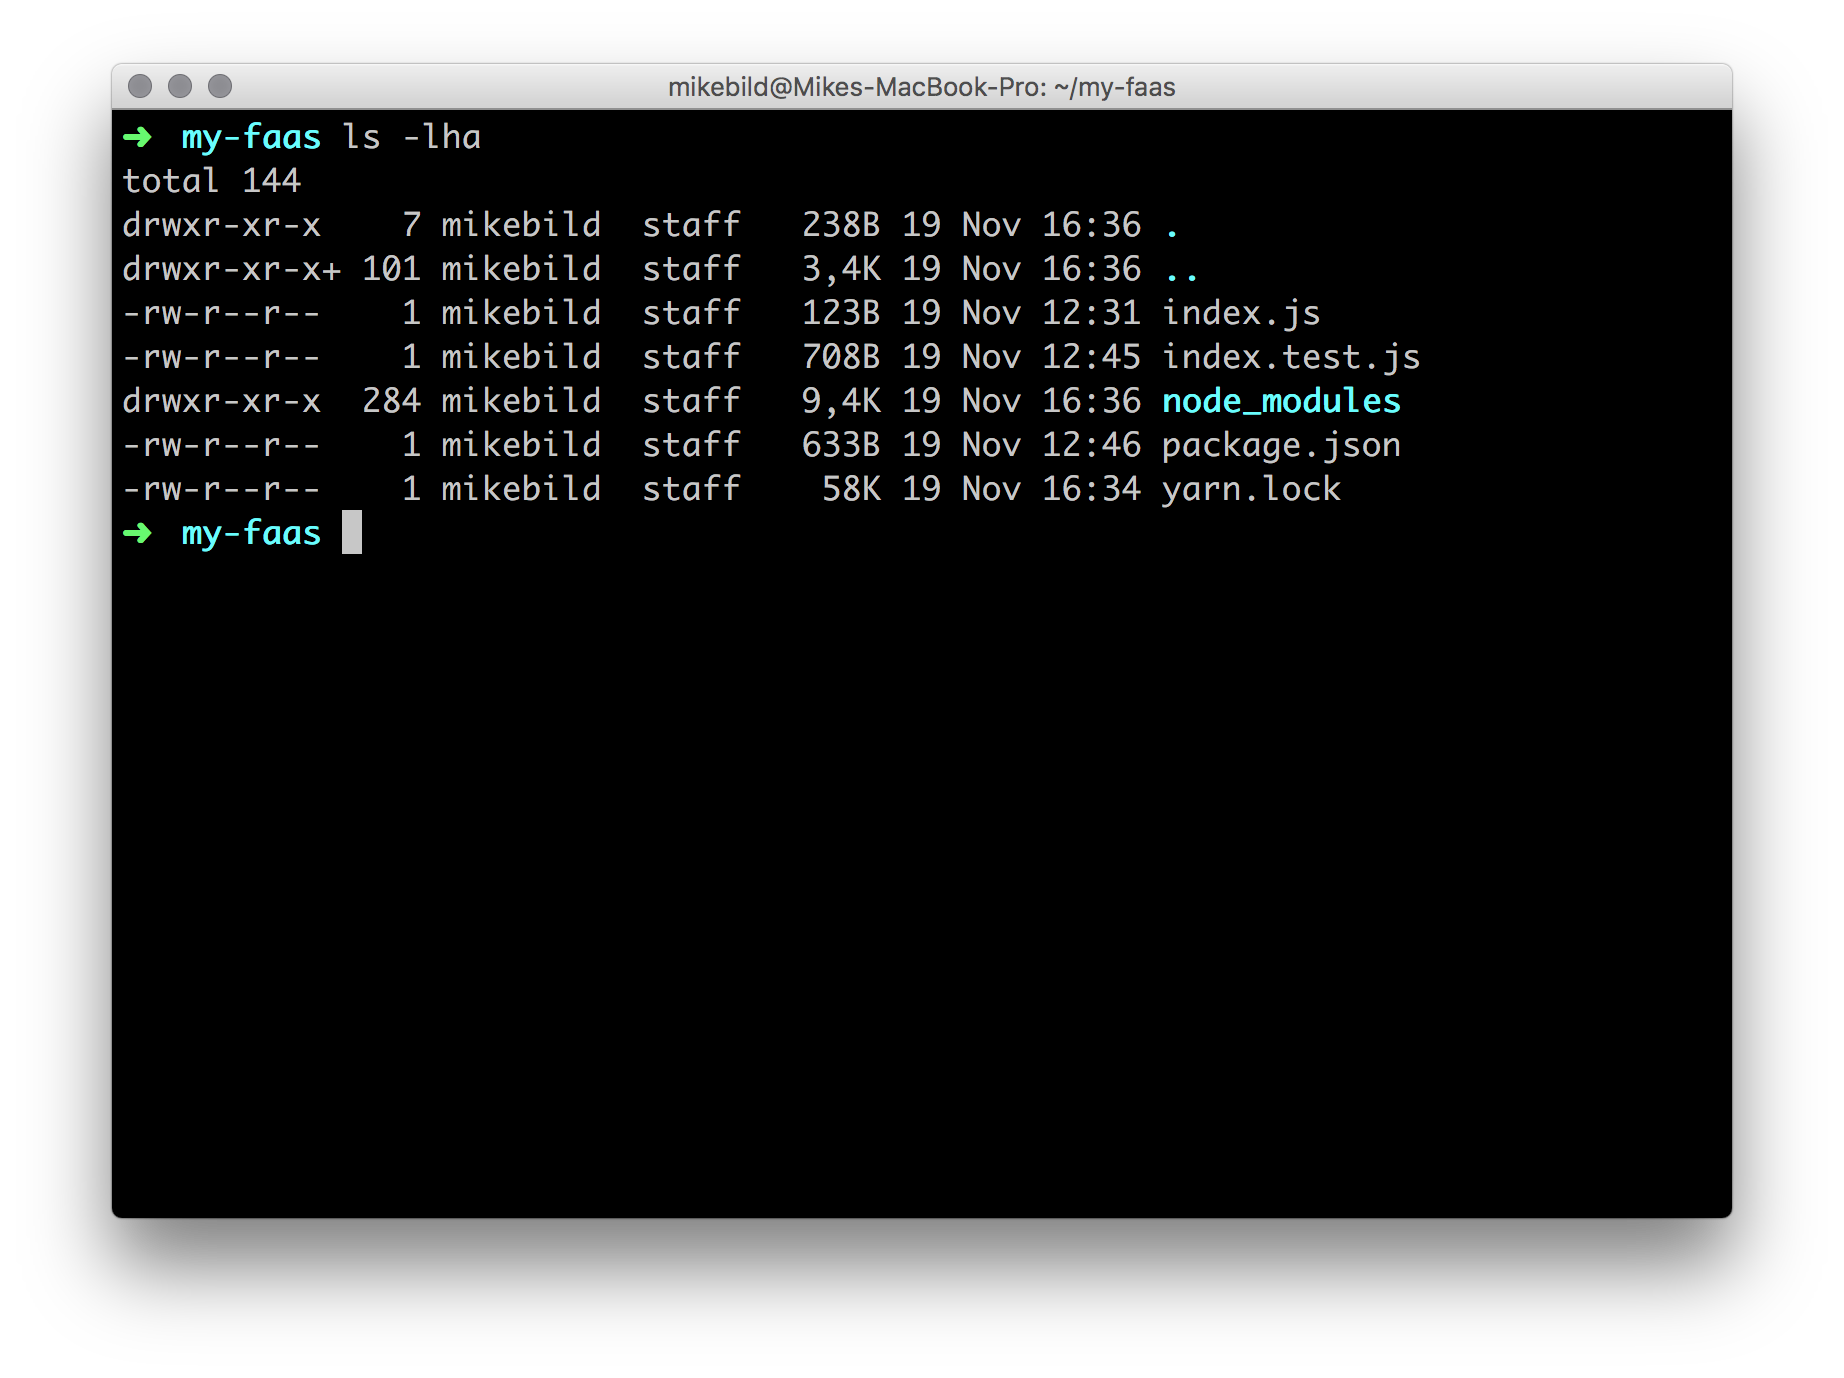 mikebild@Mikes-MacBook-Pro: ~/my-faas
➜  my-faas ls -lha
total 144
drwxr-xr-x    7 mikebild  staff   238B 19 Nov 16:36 .
drwxr-xr-x+ 101 mikebild  staff   3,4K 19 Nov 16:36 ..
-rw-r--r--    1 mikebild  staff   123B 19 Nov 12:31 index.js
-rw-r--r--    1 mikebild  staff   708B 19 Nov 12:45 index.test.js
drwxr-xr-x  284 mikebild  staff   9,4K 19 Nov 16:36 node_modules
-rw-r--r--    1 mikebild  staff   633B 19 Nov 12:46 package.json
-rw-r--r--    1 mikebild  staff    58K 19 Nov 16:34 yarn.lock
➜  my-faas